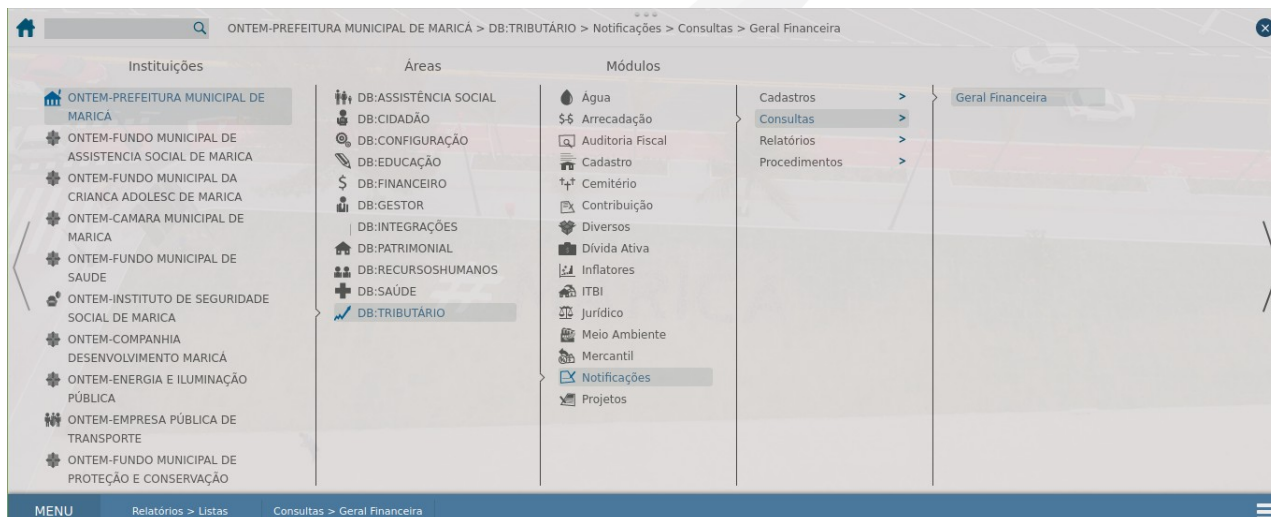 ONTEM-PREFEITURA MUNICIPAL DE MARICÁ > DB:TRIBUTÁRIO > Notificações > Consultas > Geral Financeira
Instituições
ONTEM-PREFEITURA MUNICIPAL DE
MARICÁ
ONTEM-FUNDO MUNICIPAL DE
ASSISTENCIA SOCIAL DE MARICA
ONTEM-FUNDO MUNICIPAL DA
CRIANCA ADOLESC DE MARICA
ONTEM-CAMARA MUNICIPAL DE
MARICA
ONTEM-FUNDO MUNICIPAL DE
SAUDE
ONTEM-INSTITUTO DE SEGURIDADE
SOCIAL DE MARICA
ONTEM-COMPANHIA
DESENVOLVIMENTO MARICÁ
ONTEM-ENERGIA E ILUMINAÇÃO
PÚBLICA
ONTEM-EMPRESA PÚBLICA DE
TRANSPORTE
ONTEM-FUNDO MUNICIPAL DE
PROTEÇÃO E CONSERVAÇÃO
Áreas
DB:ASSISTÊNCIA SOCIAL
DB:CIDADÃO
DB:CONFIGURAÇÃO
DB:EDUCAÇÃO
DB:FINANCEIRO
DB:GESTOR
DB:INTEGRAÇÕES
DB:PATRIMONIAL
DB:RECURSOSHUMANOS
DB:SAÚDE
DB:TRIBUTÁRIO
Módulos
Água
Arrecadação
Auditoria Fiscal
Cadastro
Cemitério
Contribuição
Diversos
Dívida Ativa
Inflatores
ITBI
Jurídico
Meio Ambiente
Mercantil
Notificações
Projetos
Cadastros >
Consultas >
Relatórios >
Procedimentos >
Geral Financeira
MENU
Relatórios > Listas
Consultas > Geral Financeira